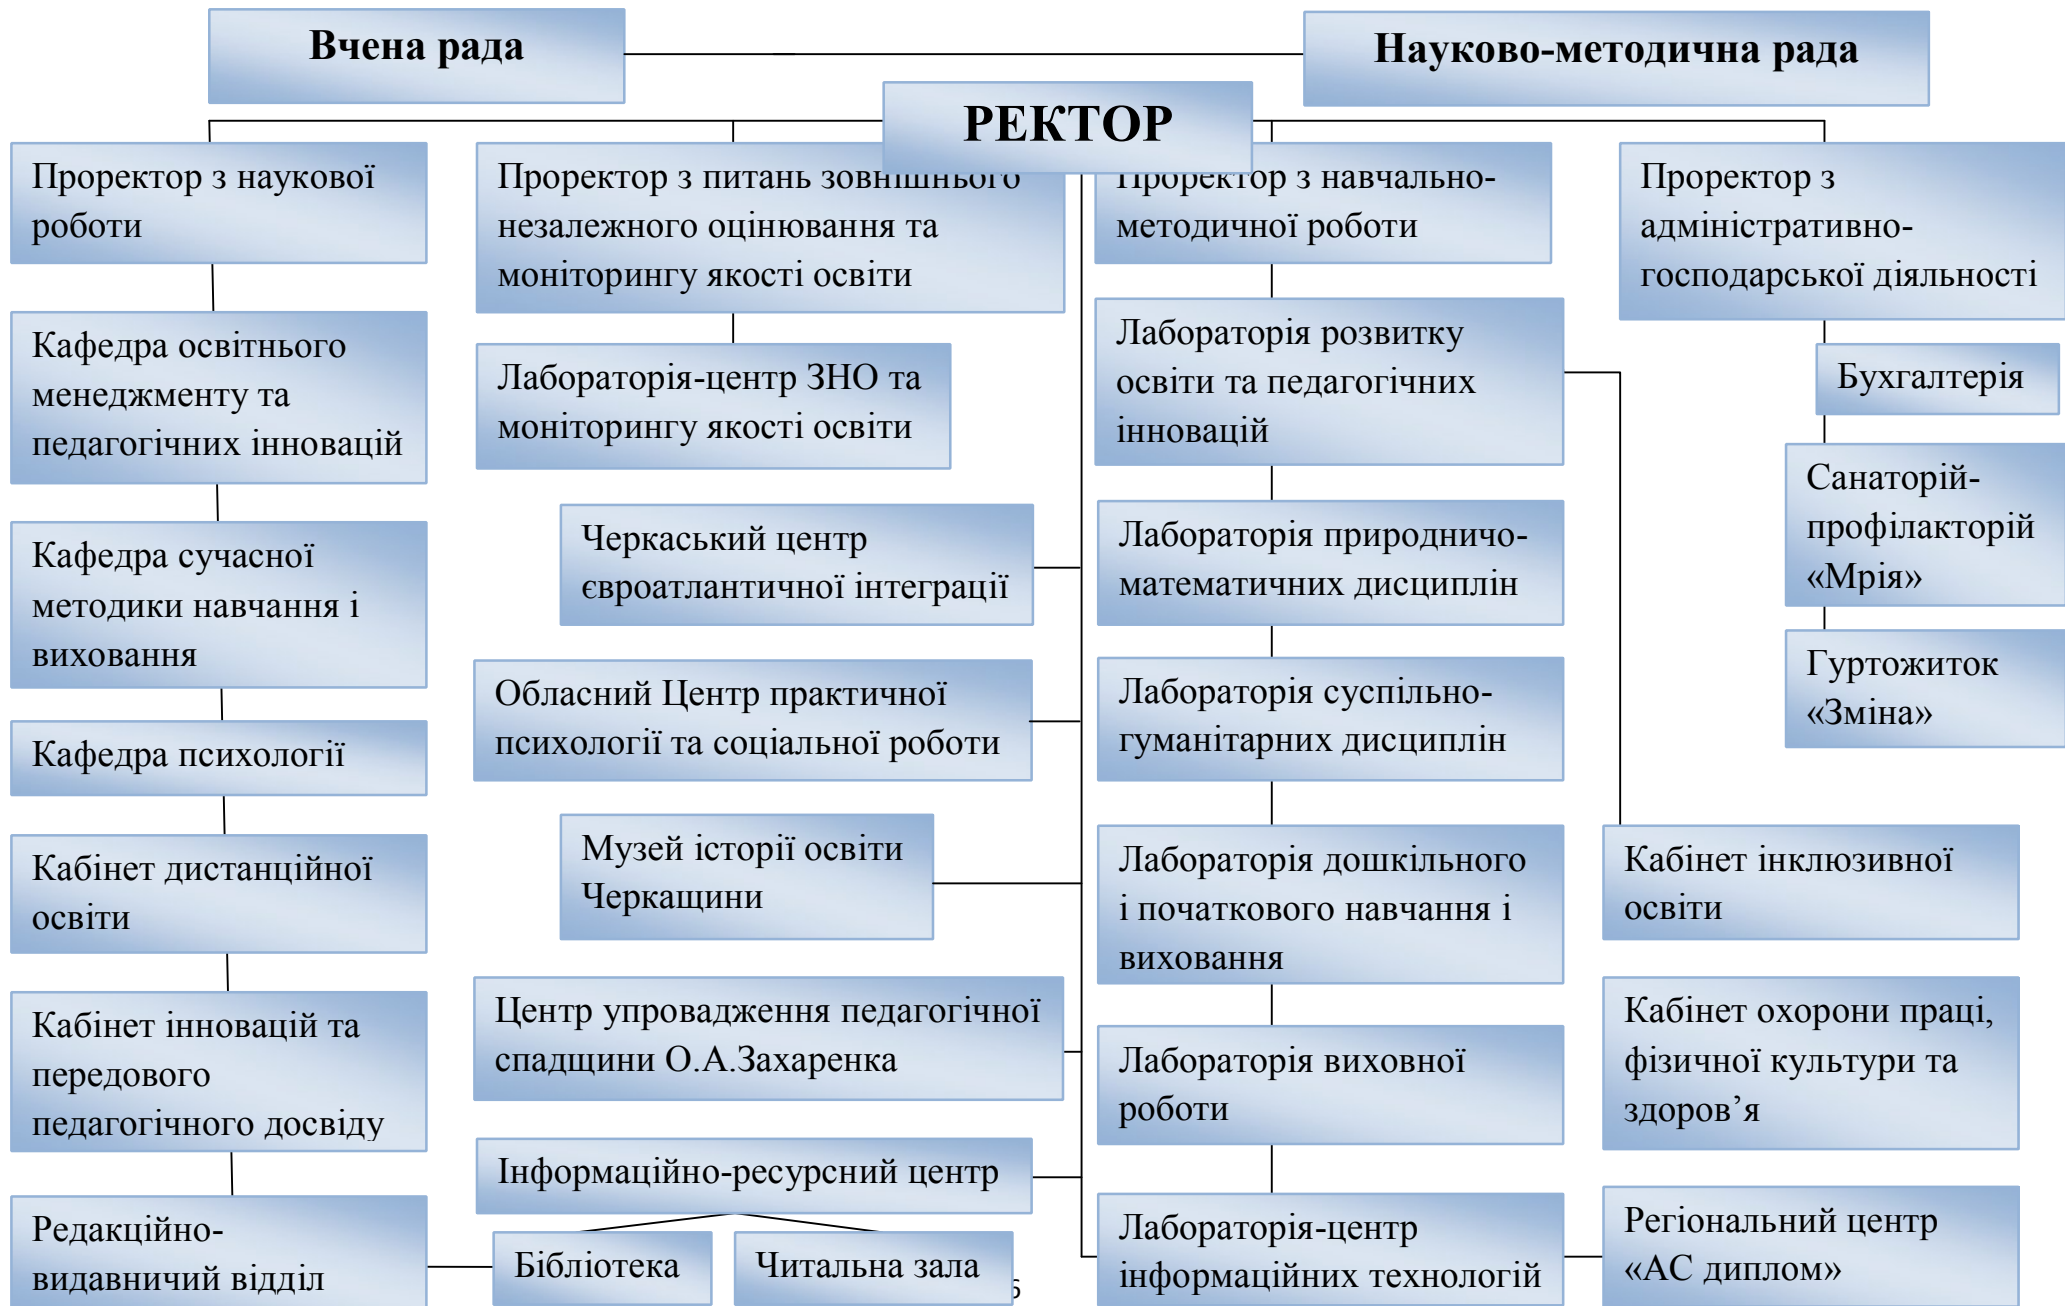 Вчена рада
Науково-методична рада
РЕКТОР
Проректор з наукової
роботи
Кафедра освітнього
менеджменту та
педагогічних інновацій
Кафедра сучасної
методики навчання і
виховання
Кафедра психології
Кабінет дистанційної
освіти
Кабінет інновацій та
передового
педагогічного досвіду
Редакційно-
видавничий відділ
Проректор з питань зовнішнього
незалежного оцінювання та
моніторингу якості освіти
Лабораторія-центр ЗНО та
моніторингу якості освіти
Черкаський центр
євроатлантичної інтеграції
Обласний Центр практичної
психології та соціальної роботи
Музей історії освіти
Черкащини
Центр упровадження педагогічної
спадщини О.А.Захаренка
Інформаційно-ресурсний центр
Бібліотека
Читальна зала
6
Проректор з навчально-
методичної роботи
Лабораторія розвитку
освіти та педагогічних
інновацій
Лабораторія природничо-
математичних дисциплін
Лабораторія суспільно-
гуманітарних дисциплін
Лабораторія дошкільного
і початкового навчання і
виховання
Лабораторія виховної
роботи
Лабораторія-центр
інформаційних технологій
Проректор з
адміністративно-
господарської діяльності
Бухгалтерія
Санаторій-
профілакторій
«Мрія»
Гуртожиток
«Зміна»
Кабінет інклюзивної
освіти
Кабінет охорони праці,
фізичної культури та
здоров’я
Регіональний центр
«АС диплом»